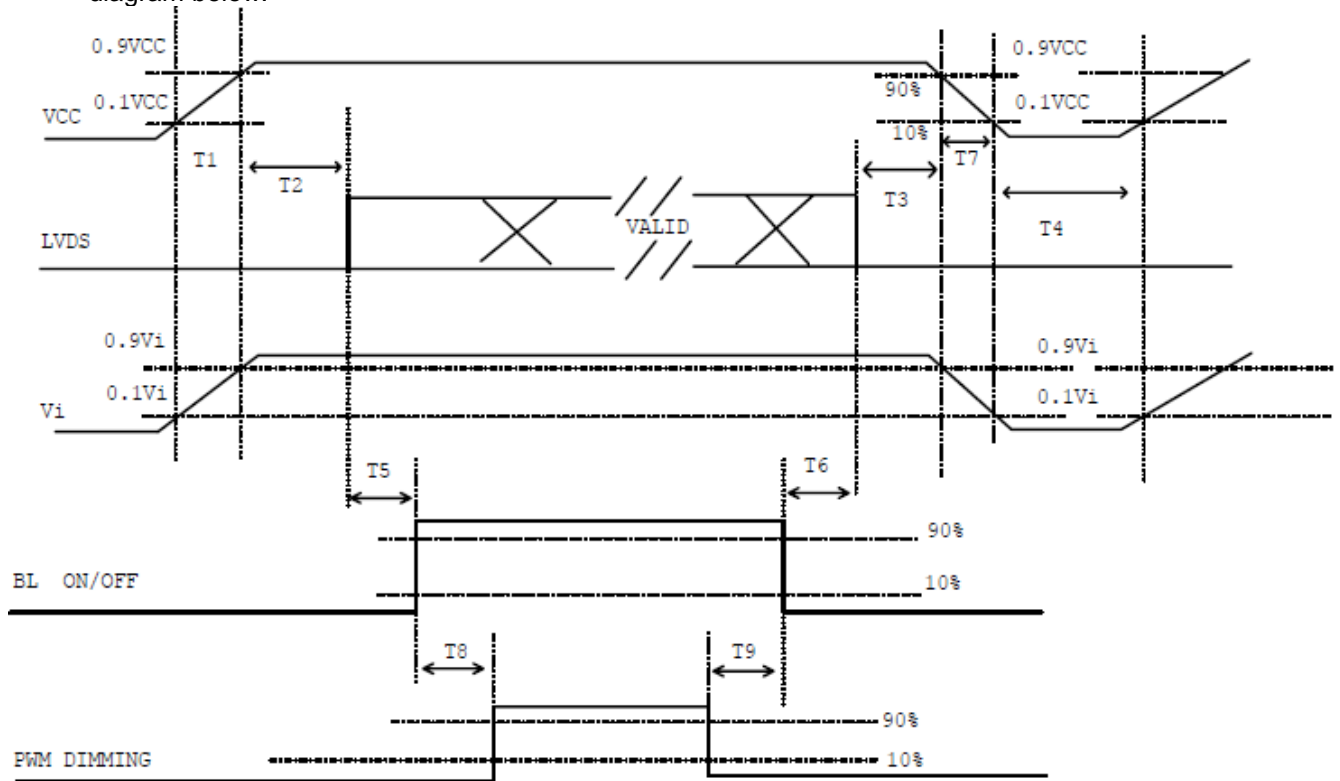 diagram below.
0.9VCC
0.9VCC
90%
VCC
0.1VCC
0.1VCC
10%
T1
T2
T3
T7
T4
LVDS
VALID
0.9Vi
0.9Vi
0.1Vi
0.1Vi
Vi
T5
T6
90%
BL ON/OFF
10%
T8
T9
90%
PWM DIMMING
10%